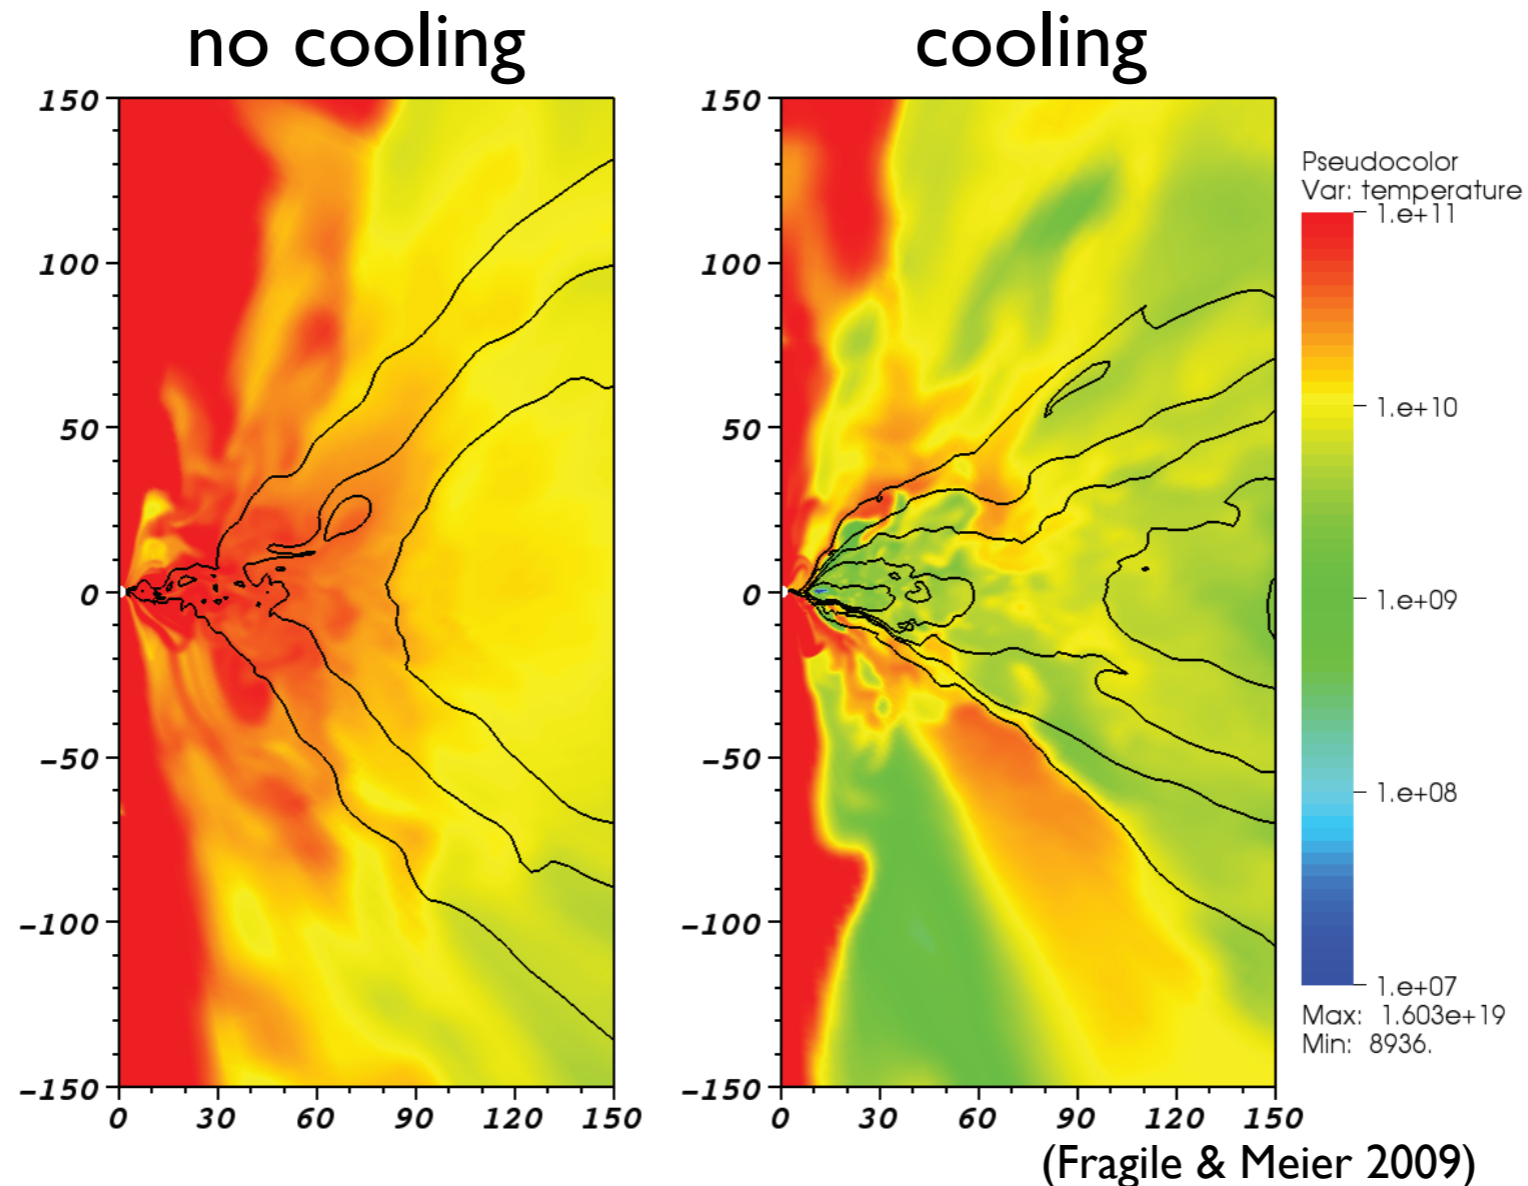 no cooling
cooling
150
100
50
0
−50
−100
−150
0 30 60 90 120 150
150
100
50
0
−50
−100
−150
0 30 60 90 120 150
Pseudocolor
Var: temperature
1.e+11
1.e+10
1.e+09
1.e+08
1.e+07
Max: 1.603e+19
Min: 8936.
(Fragile & Meier 2009)